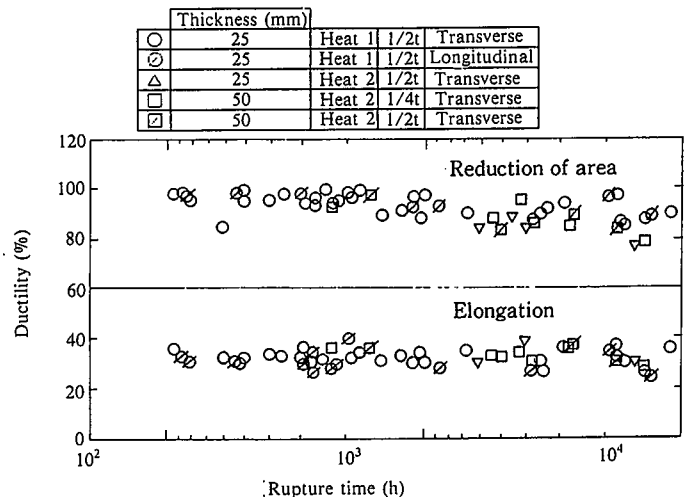 Thickness (mm)
25 Heat 1 1/2t Transverse
25 Heat 1 1/2t Longitudinal
25 Heat 2 1/2t Transverse
50 Heat 2 1/4t Transverse
50 Heat 2 1/2t Transverse
120
100
80
60
40
20
0
Ductility (%)
Reduction of area
Elongation
10²
10³
10⁴
Rupture time (h)